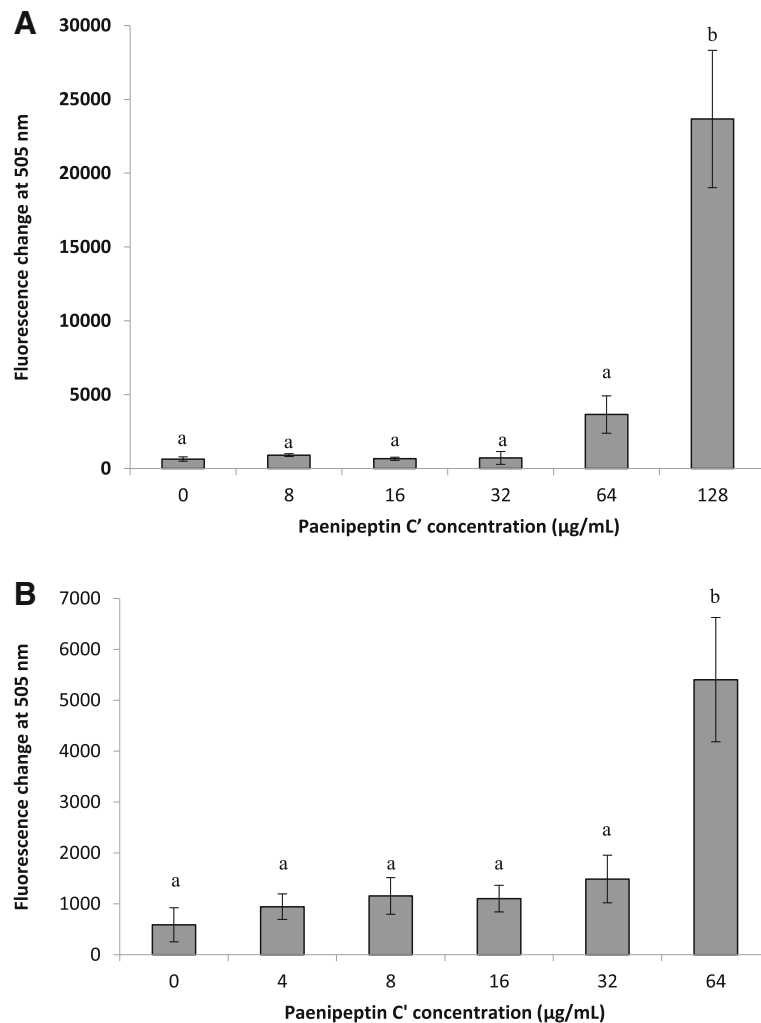 A
30000
25000
20000
15000
10000
5000
0
Fluorescence change at 505 nm
a
a
a
a
a
b
0 8 16 32 64 128
Paenipeptin C’ concentration (µg/mL)
B
7000
6000
5000
4000
3000
2000
1000
0
Fluorescence change at 505 nm
a
a
a
a
a
b
0 4 8 16 32 64
Paenipeptin C' concentration (µg/mL)